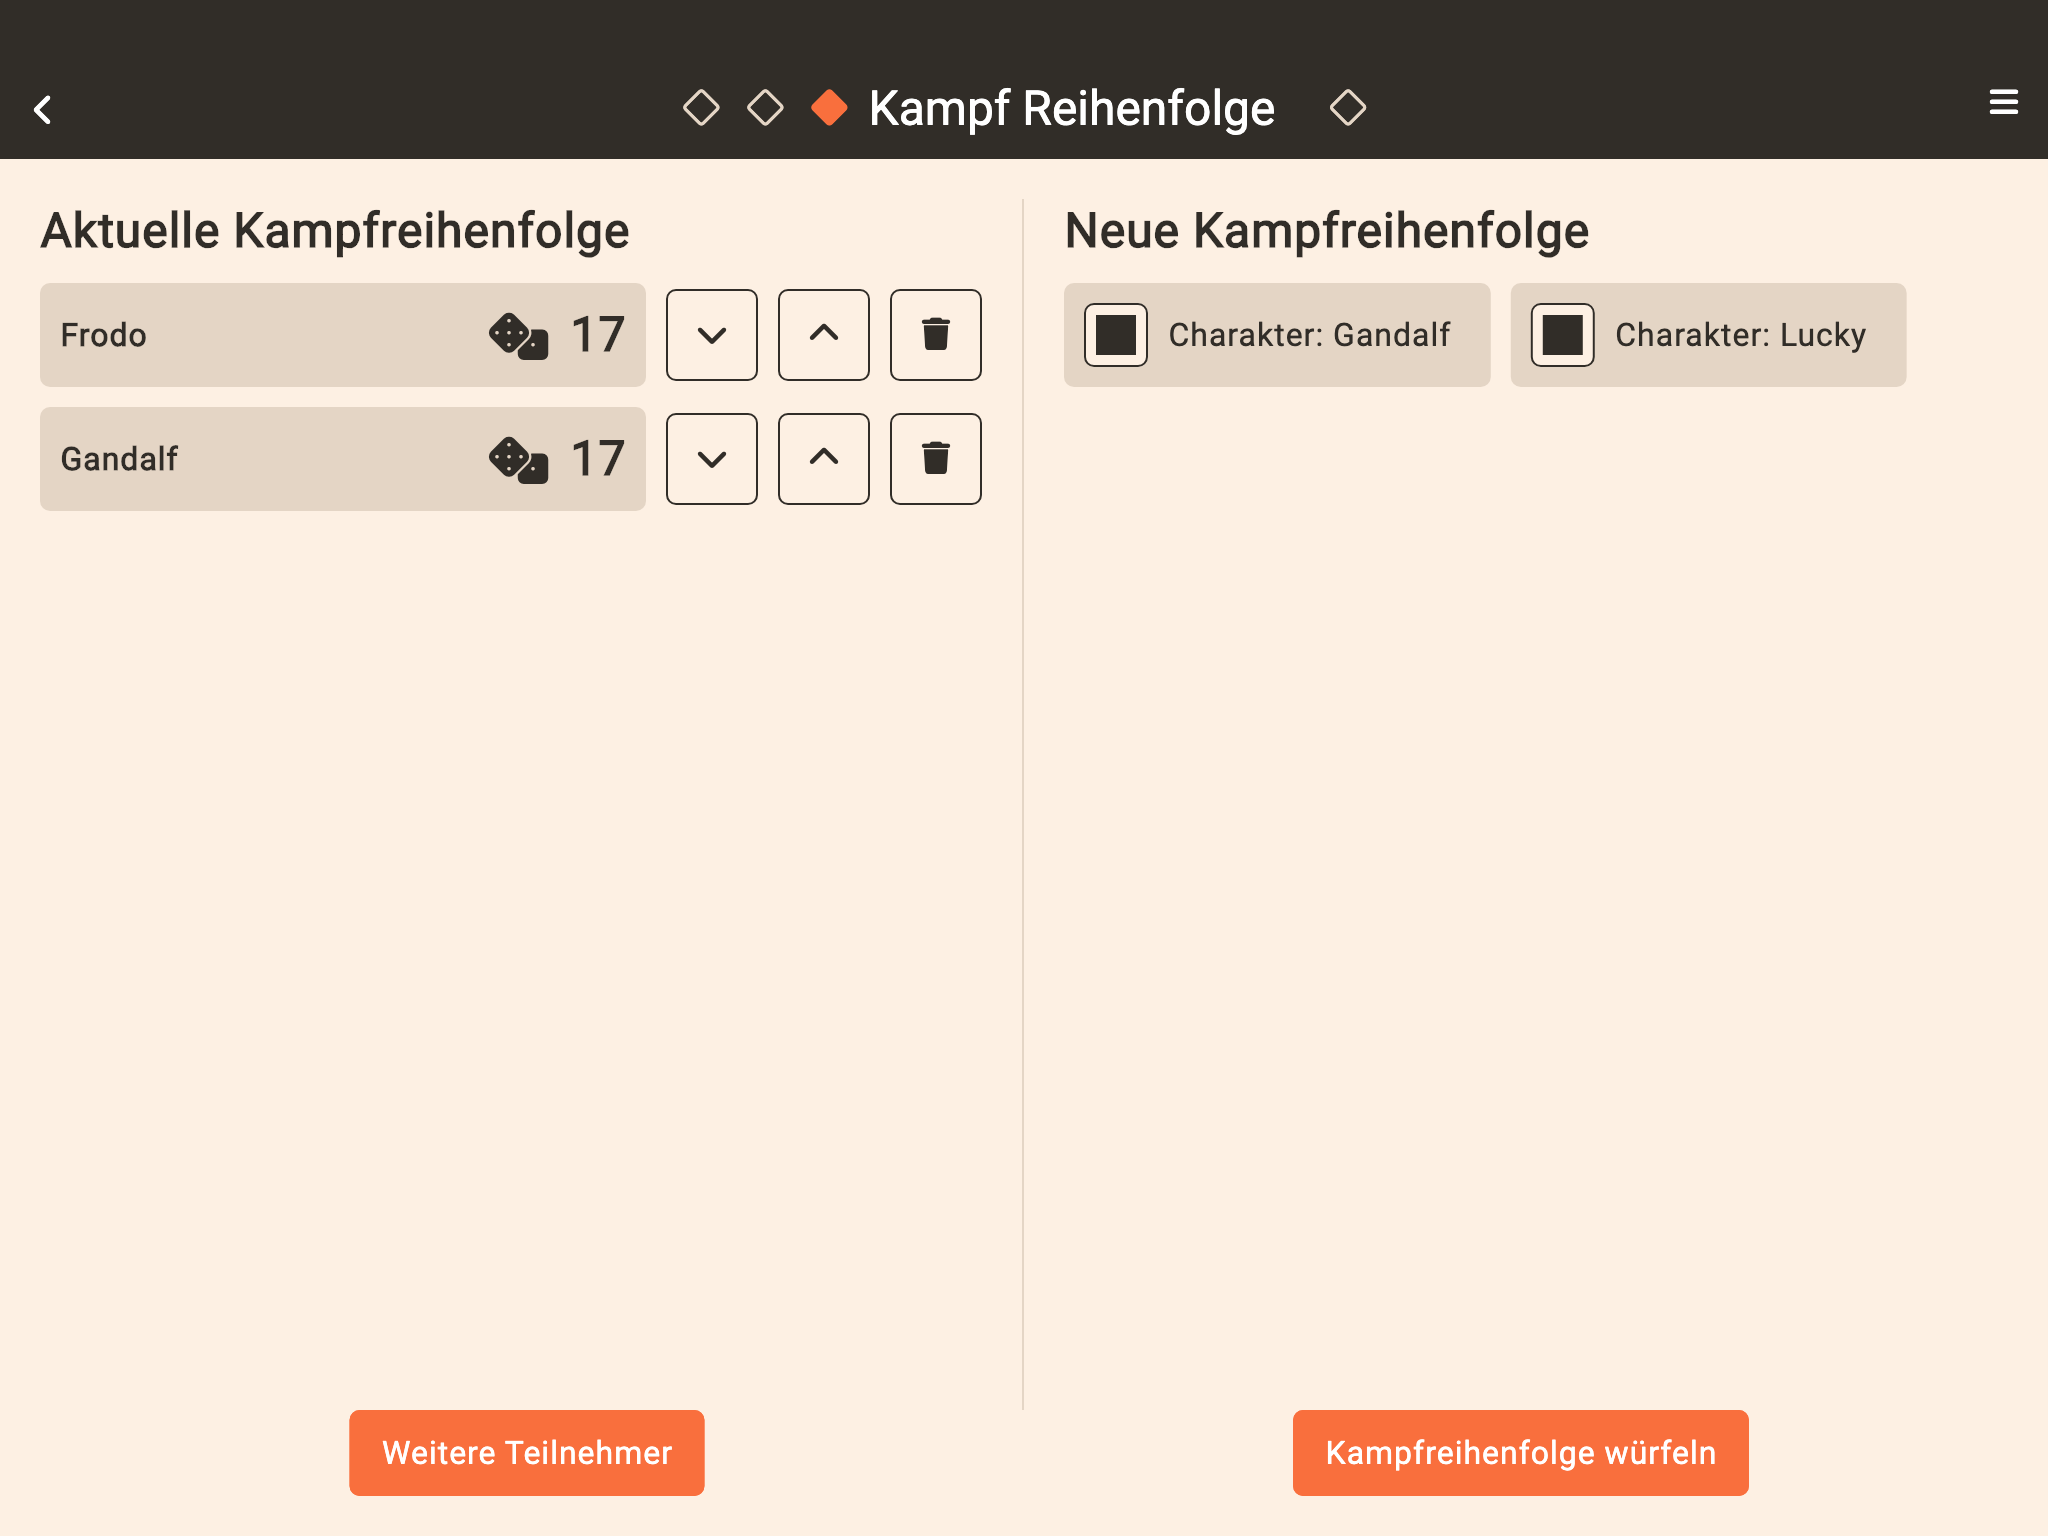 Kampf Reihenfolge
Aktuelle Kampfreihenfolge
Frodo 17
Gandalf 17
Weitere Teilnehmer
Neue Kampfreihenfolge
Charakter: Gandalf
Charakter: Lucky
Kampfreihenfolge würfeln